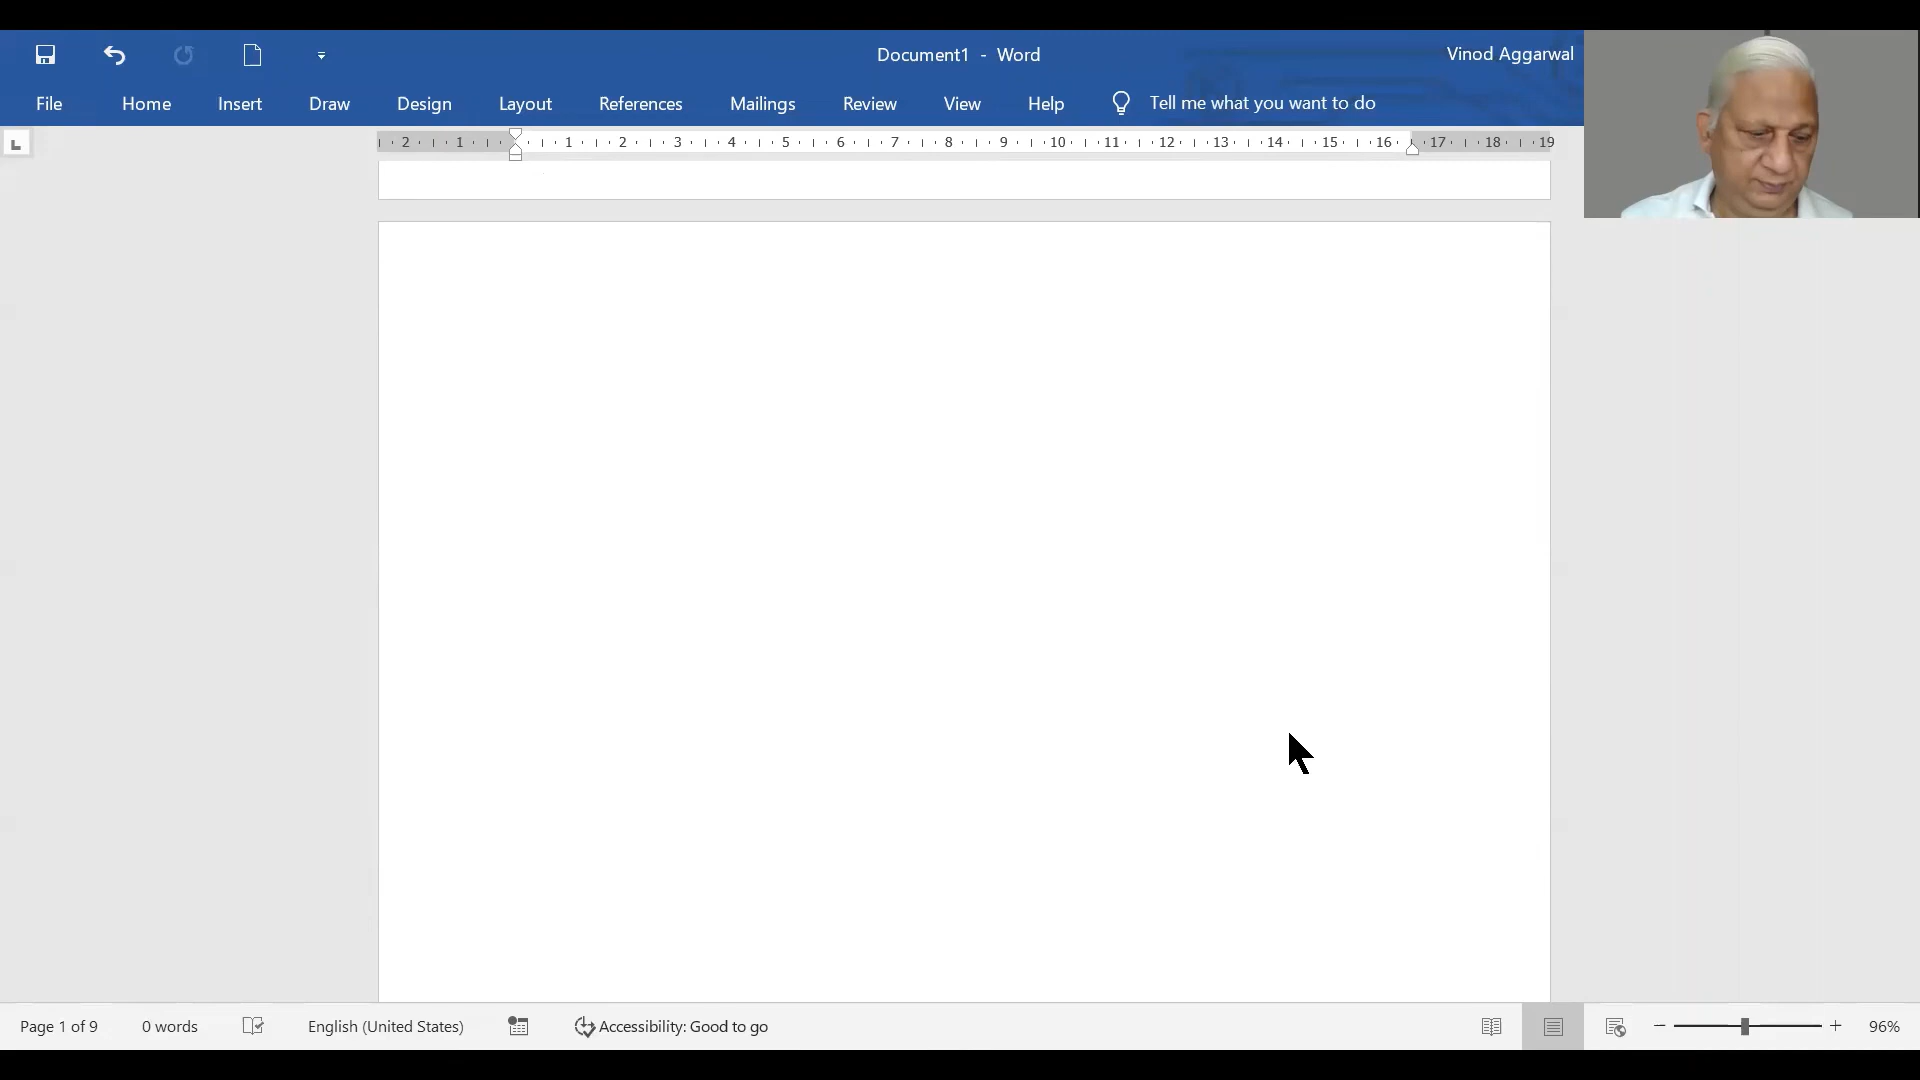 Document1 - Word
Vinod Aggarwal
File Home Insert Draw Design Layout References Mailings Review View Help Tell me what you want to do
2 1 1 2 3 4 5 6 7 8 9 10 11 12 13 14 15 16 17 18 19
Page 1 of 9 0 words English (United States) Accessibility: Good to go 96%